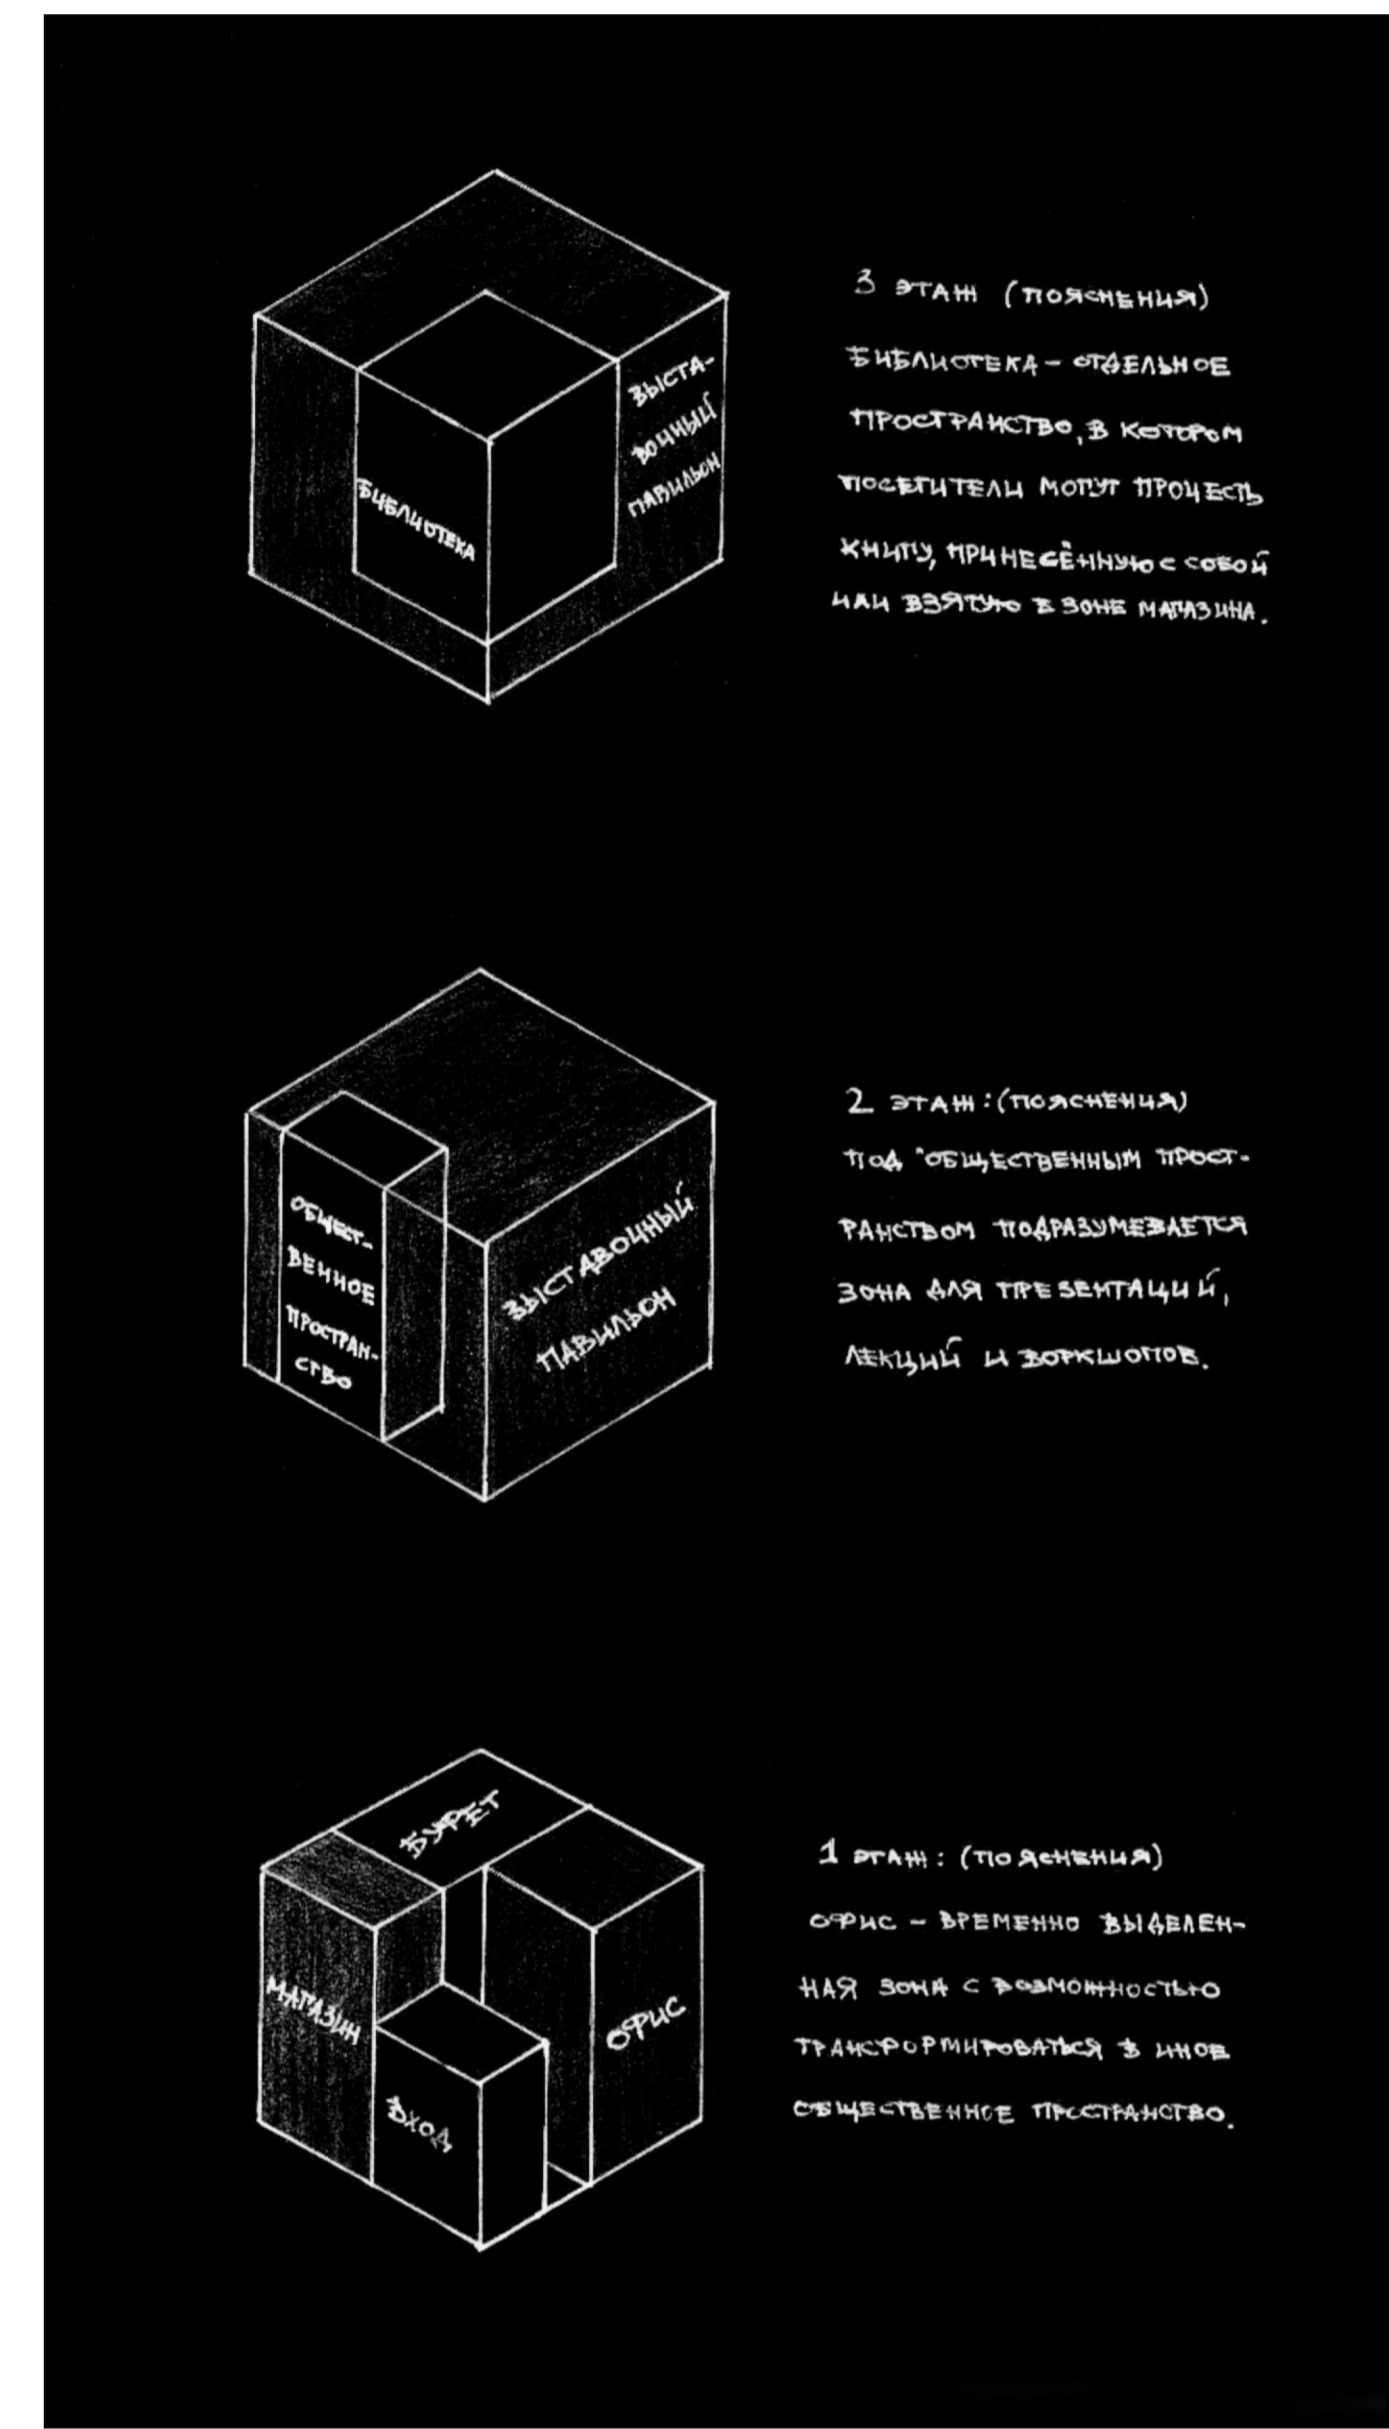 3 ЭТАЖ (ПОЯСНЕНИЯ)
БИБЛИОТЕКА – ОТДЕЛЬНОЕ
ПРОСТРАНСТВО, В КОТОРОМ
ПОСЕТИТЕЛИ МОГУТ ПРОЧЕСТЬ
КНИГУ, ПРИНЕСЁННУЮ С СОБОЙ
ИЛИ ВЗЯТУЮ В ЗОНЕ МАГАЗИНА.
ВЫСТА-
ВОЧНЫЙ
ПАВИЛЬОН
БИБЛИОТЕКА
2 ЭТАЖ: (ПОЯСНЕНИЯ)
ПОД "ОБЩЕСТВЕННЫМ ПРОСТ-
РАНСТВОМ ПОДРАЗУМЕВАЕТСЯ
ЗОНА ДЛЯ ПРЕЗЕНТАЦИЙ,
ЛЕКЦИЙ И ВОРКШОПОВ.
ОБЩЕСТ-
ВЕННОЕ
ПРОСТРАН-
СТВО
ВЫСТАВОЧНЫЙ
ПАВИЛЬОН
1 ЭТАЖ: (ПОЯСНЕНИЯ)
ОФИС – ВРЕМЕННО ВЫДЕЛЕН-
НАЯ ЗОНА С ВОЗМОЖНОСТЬЮ
ТРАНСФОРМИРОВАТЬСЯ В ИНОЕ
ОБЩЕСТВЕННОЕ ПРОСТРАНСТВО.
БУФЕТ
МАГАЗИН
ОФИС
ВХОД